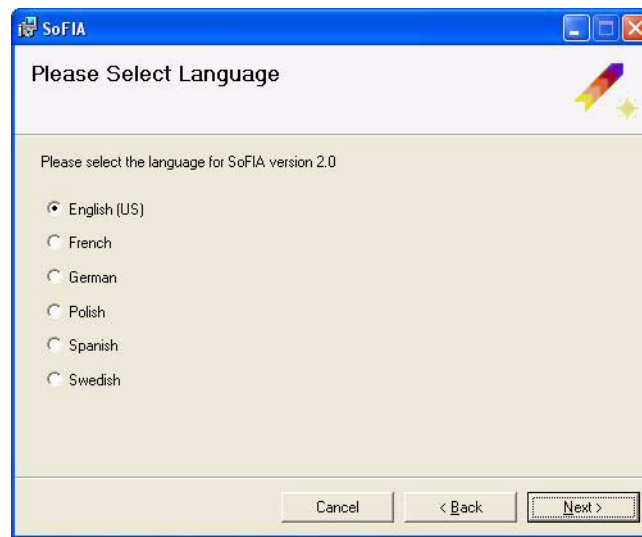 SoFIA
Please Select Language
Please select the language for SoFIA version 2.0
English (US)
French
German
Polish
Spanish
Swedish
Cancel
< Back
Next >